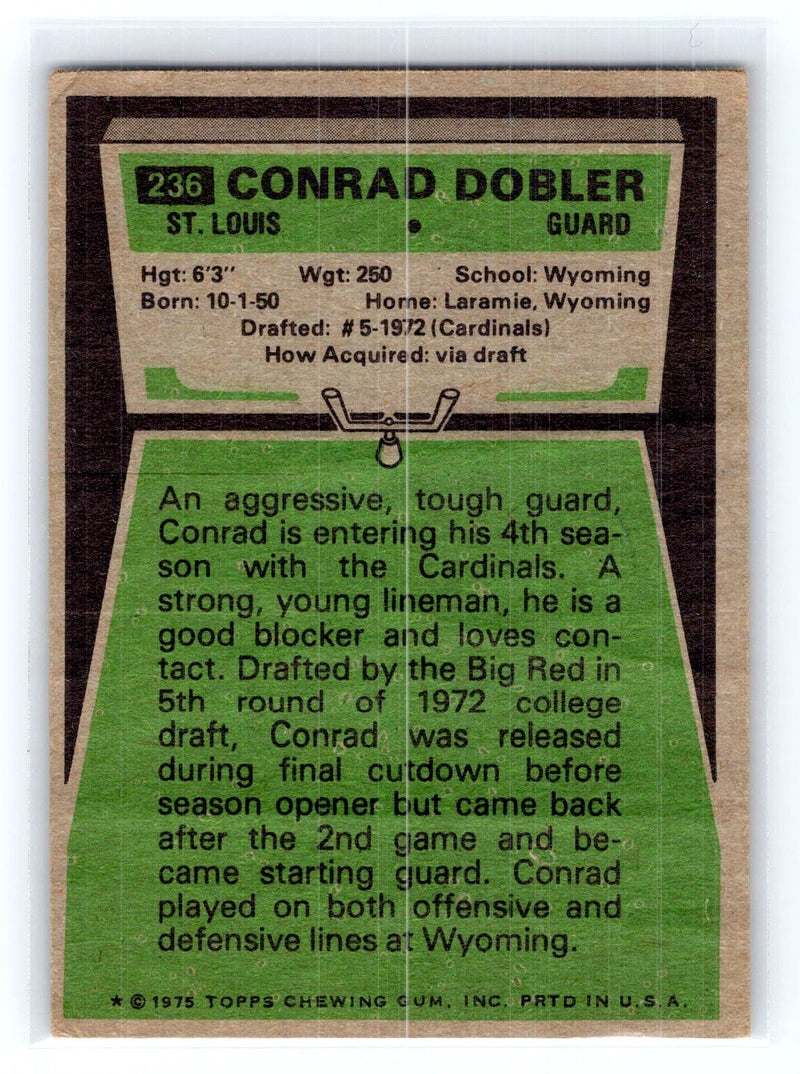 236 CONRAD DOBLER
ST. LOUIS • GUARD
Hgt: 6'3" Wgt: 250 School: Wyoming
Born: 10-1-50 Home: Laramie, Wyoming
Drafted: #5-1972 (Cardinals)
How Acquired: via draft
An aggressive, tough guard,
Conrad is entering his 4th sea-
son with the Cardinals. A
strong, young lineman, he is a
good blocker and loves con-
tact. Drafted by the Big Red in
5th round of 1972 college
draft, Conrad was released
during final cutdown before
season opener but came back
after the 2nd game and be-
came starting guard. Conrad
played on both offensive and
defensive lines at Wyoming.
★ © 1975 TOPPS CHEWING GUM, INC. PRTD IN U.S.A.